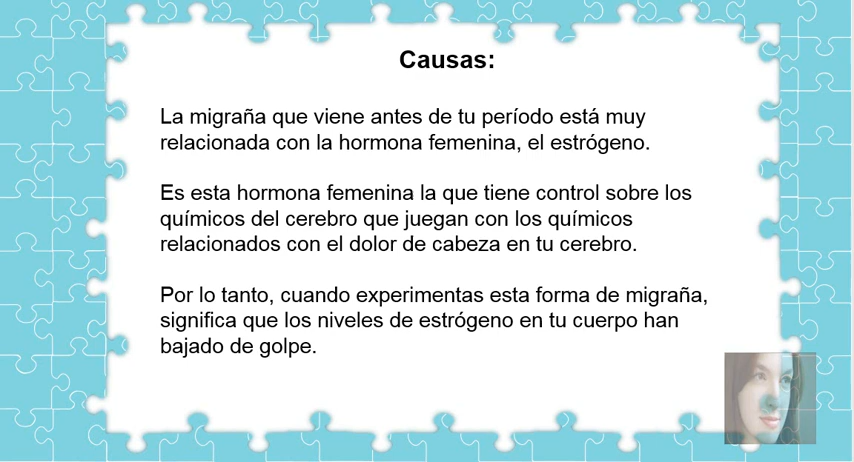 Causas:
La migraña que viene antes de tu período está muy
relacionada con la hormona femenina, el estrógeno.
Es esta hormona femenina la que tiene control sobre los
químicos del cerebro que juegan con los químicos
relacionados con el dolor de cabeza en tu cerebro.
Por lo tanto, cuando experimentas esta forma de migraña,
significa que los niveles de estrógeno en tu cuerpo han
bajado de golpe.